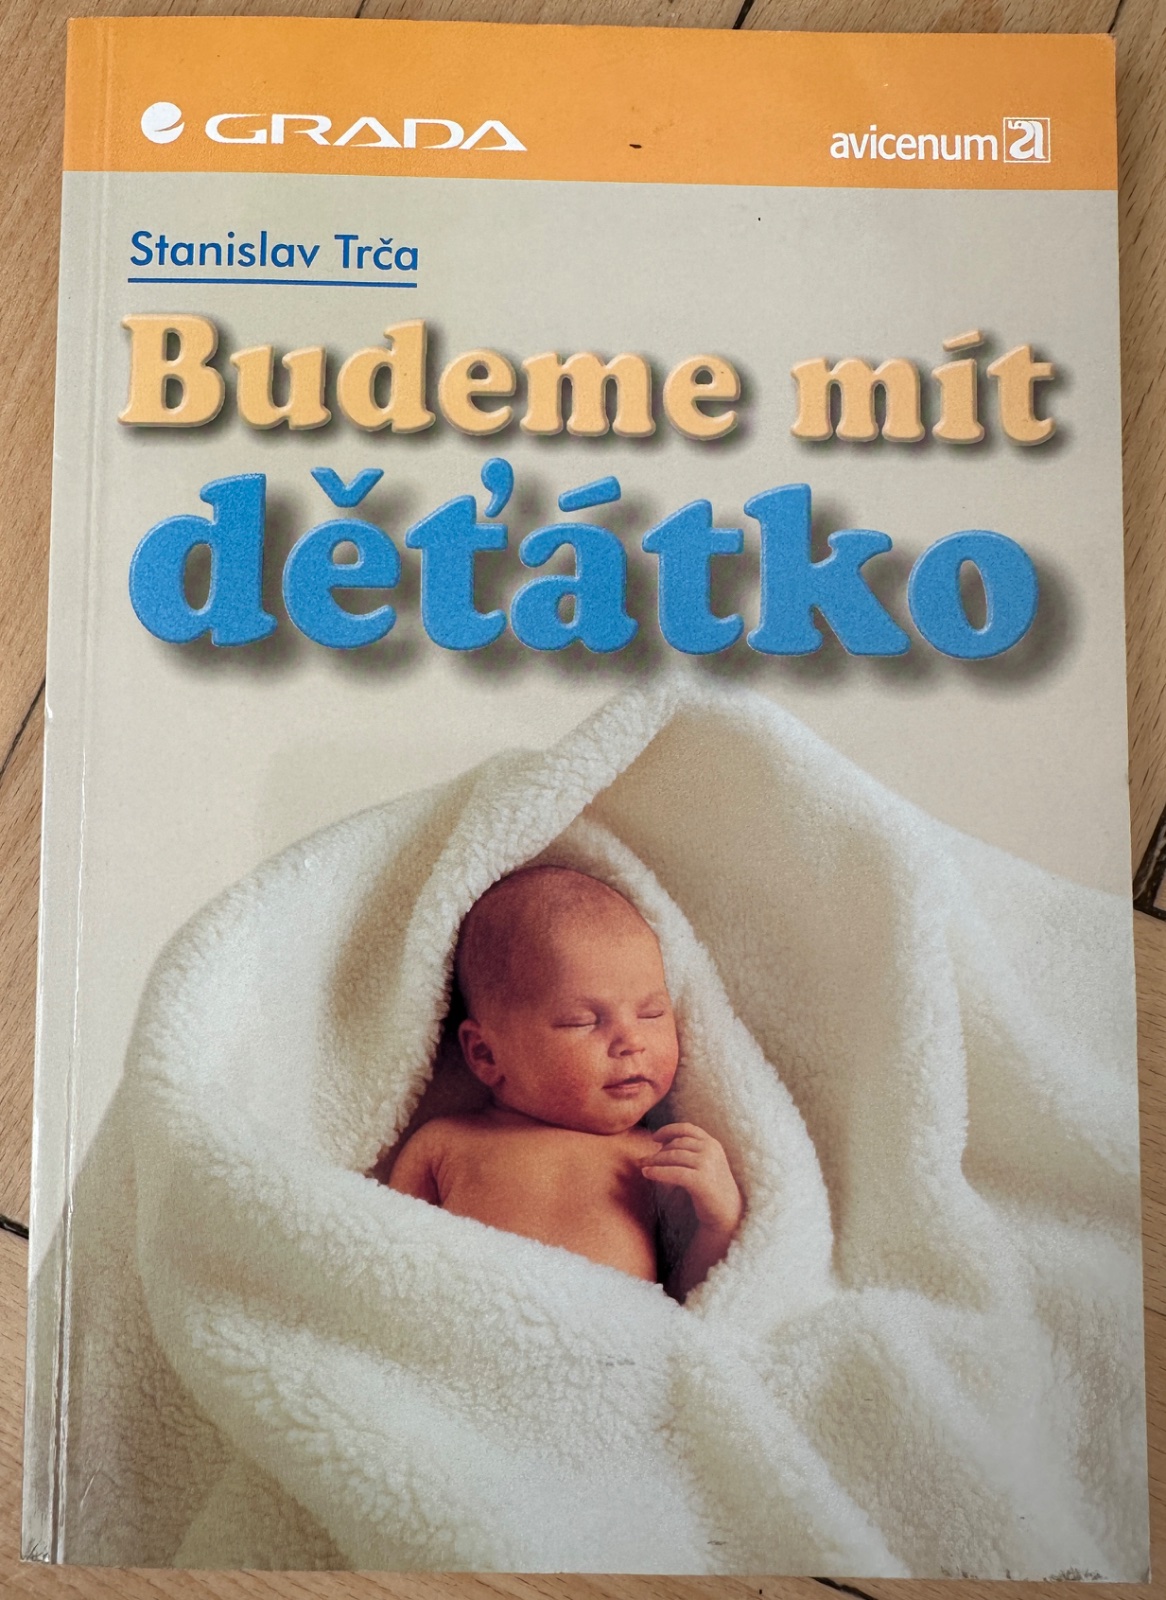 GRADA
avicenum
Stanislav Trča
Budeme mít
děťátko